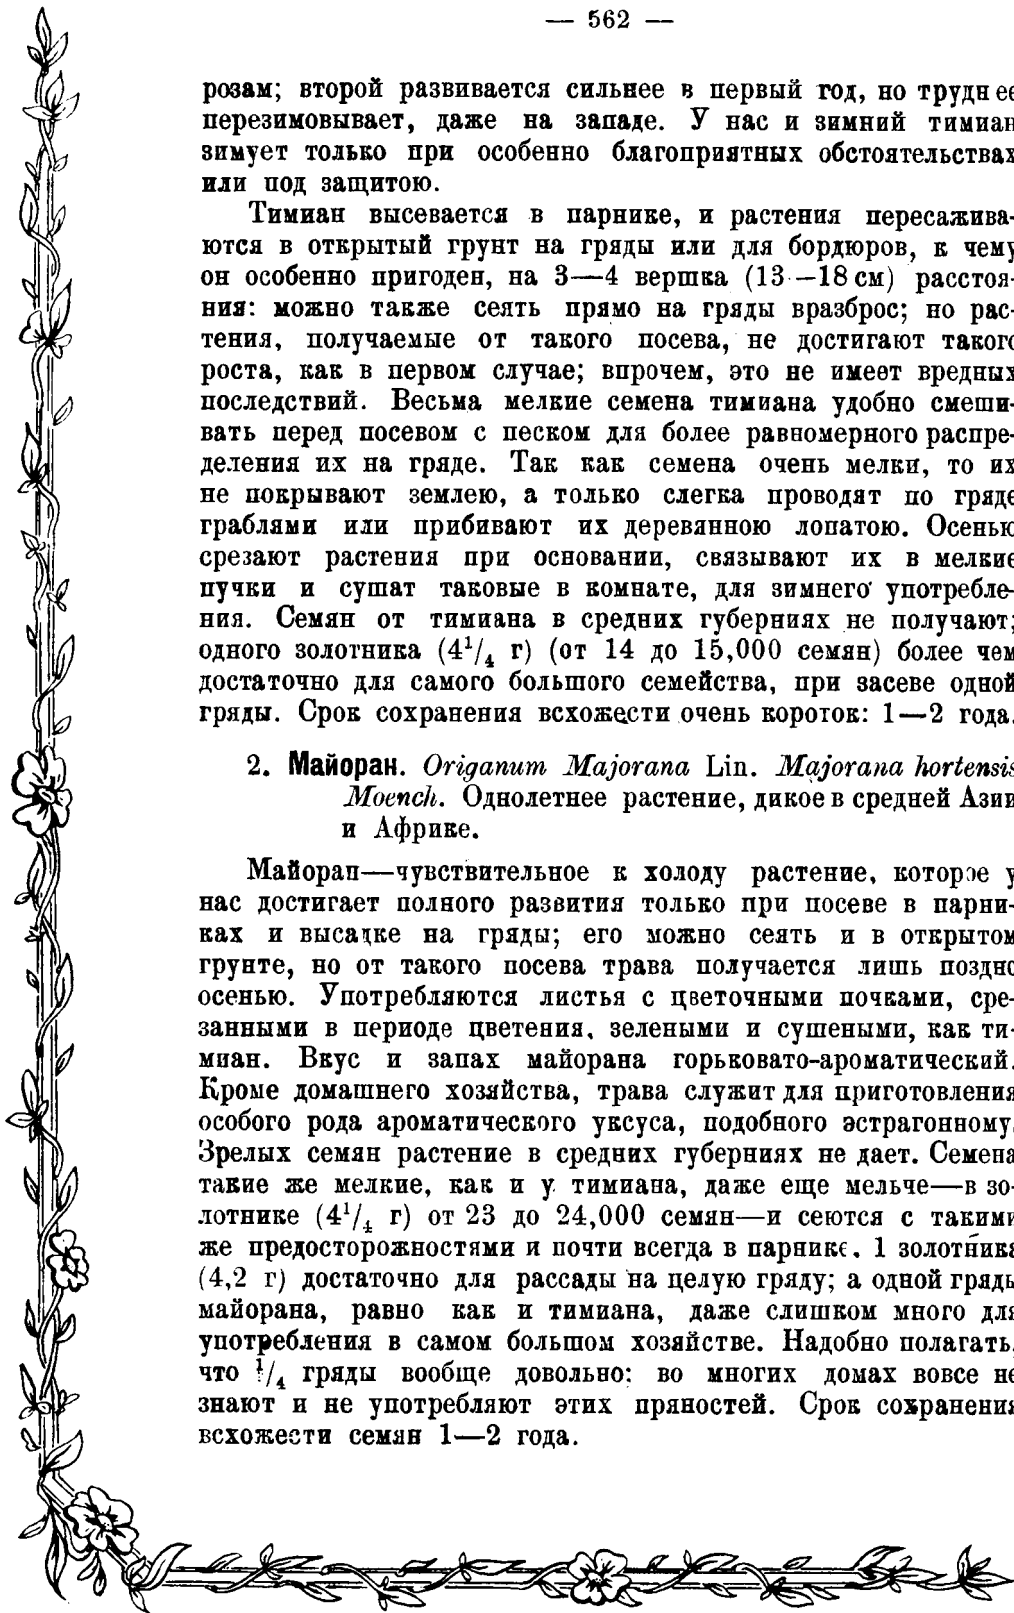 — 562 —
розам; второй развивается сильнее в первый год, но труднее
перезимовывает, даже на западе. У нас и зимний тимиан
зимует только при особенно благоприятных обстоятельствах
или под защитою.
Тимиан высевается в парнике, и растения пересажива-
ются в открытый грунт на гряды или для бордюров, к чему
он особенно пригоден, на 3—4 вершка (13—18 см) расстоя-
ния: можно также сеять прямо на гряды вразброс; но рас-
тения, получаемые от такого посева, не достигают такого
роста, как в первом случае; впрочем, это не имеет вредных
последствий. Весьма мелкие семена тимиана удобно смеши-
вать перед посевом с песком для более равномерного распре-
деления их на гряде. Так как семена очень мелки, то их
не покрывают землею, а только слегка проводят по гряде
граблями или прибивают их деревянною лопатою. Осенью
срезают растения при основании, связывают их в мелкие
пучки и сушат таковые в комнате, для зимнего употребле-
ния. Семян от тимиана в средних губерниях не получают;
одного золотника (4¹/₄ г) (от 14 до 15,000 семян) более чем
достаточно для самого большого семейства, при засеве одной
гряды. Срок сохранения всхожести очень короток: 1—2 года.
2. Майоран. Origanum Majorana Lin. Majorana hortensis
Moench. Однолетнее растение, дикое в средней Азии
и Африке.
Майоран—чувствительное к холоду растение, которое у
нас достигает полного развития только при посеве в парни-
ках и высадке на гряды; его можно сеять и в открытом
грунте, но от такого посева трава получается лишь поздно
осенью. Употребляются листья с цветочными почками, сре-
занными в периоде цветения, зелеными и сушеными, как ти-
миан. Вкус и запах майорана горьковато-ароматический.
Кроме домашнего хозяйства, трава служит для приготовления
особого рода ароматического уксуса, подобного эстрагонному.
Зрелых семян растение в средних губерниях не дает. Семена
такие же мелкие, как и у тимиана, даже еще мельче—в зо-
лотнике (4¹/₄ г) от 23 до 24,000 семян—и сеются с такими
же предосторожностями и почти всегда в парнике. 1 золотника
(4,2 г) достаточно для рассады на целую гряду; а одной гряды
майорана, равно как и тимиана, даже слишком много для
употребления в самом большом хозяйстве. Надобно полагать,
что ¹/₄ гряды вообще довольно: во многих домах вовсе не
знают и не употребляют этих пряностей. Срок сохранения
всхожести семян 1—2 года.